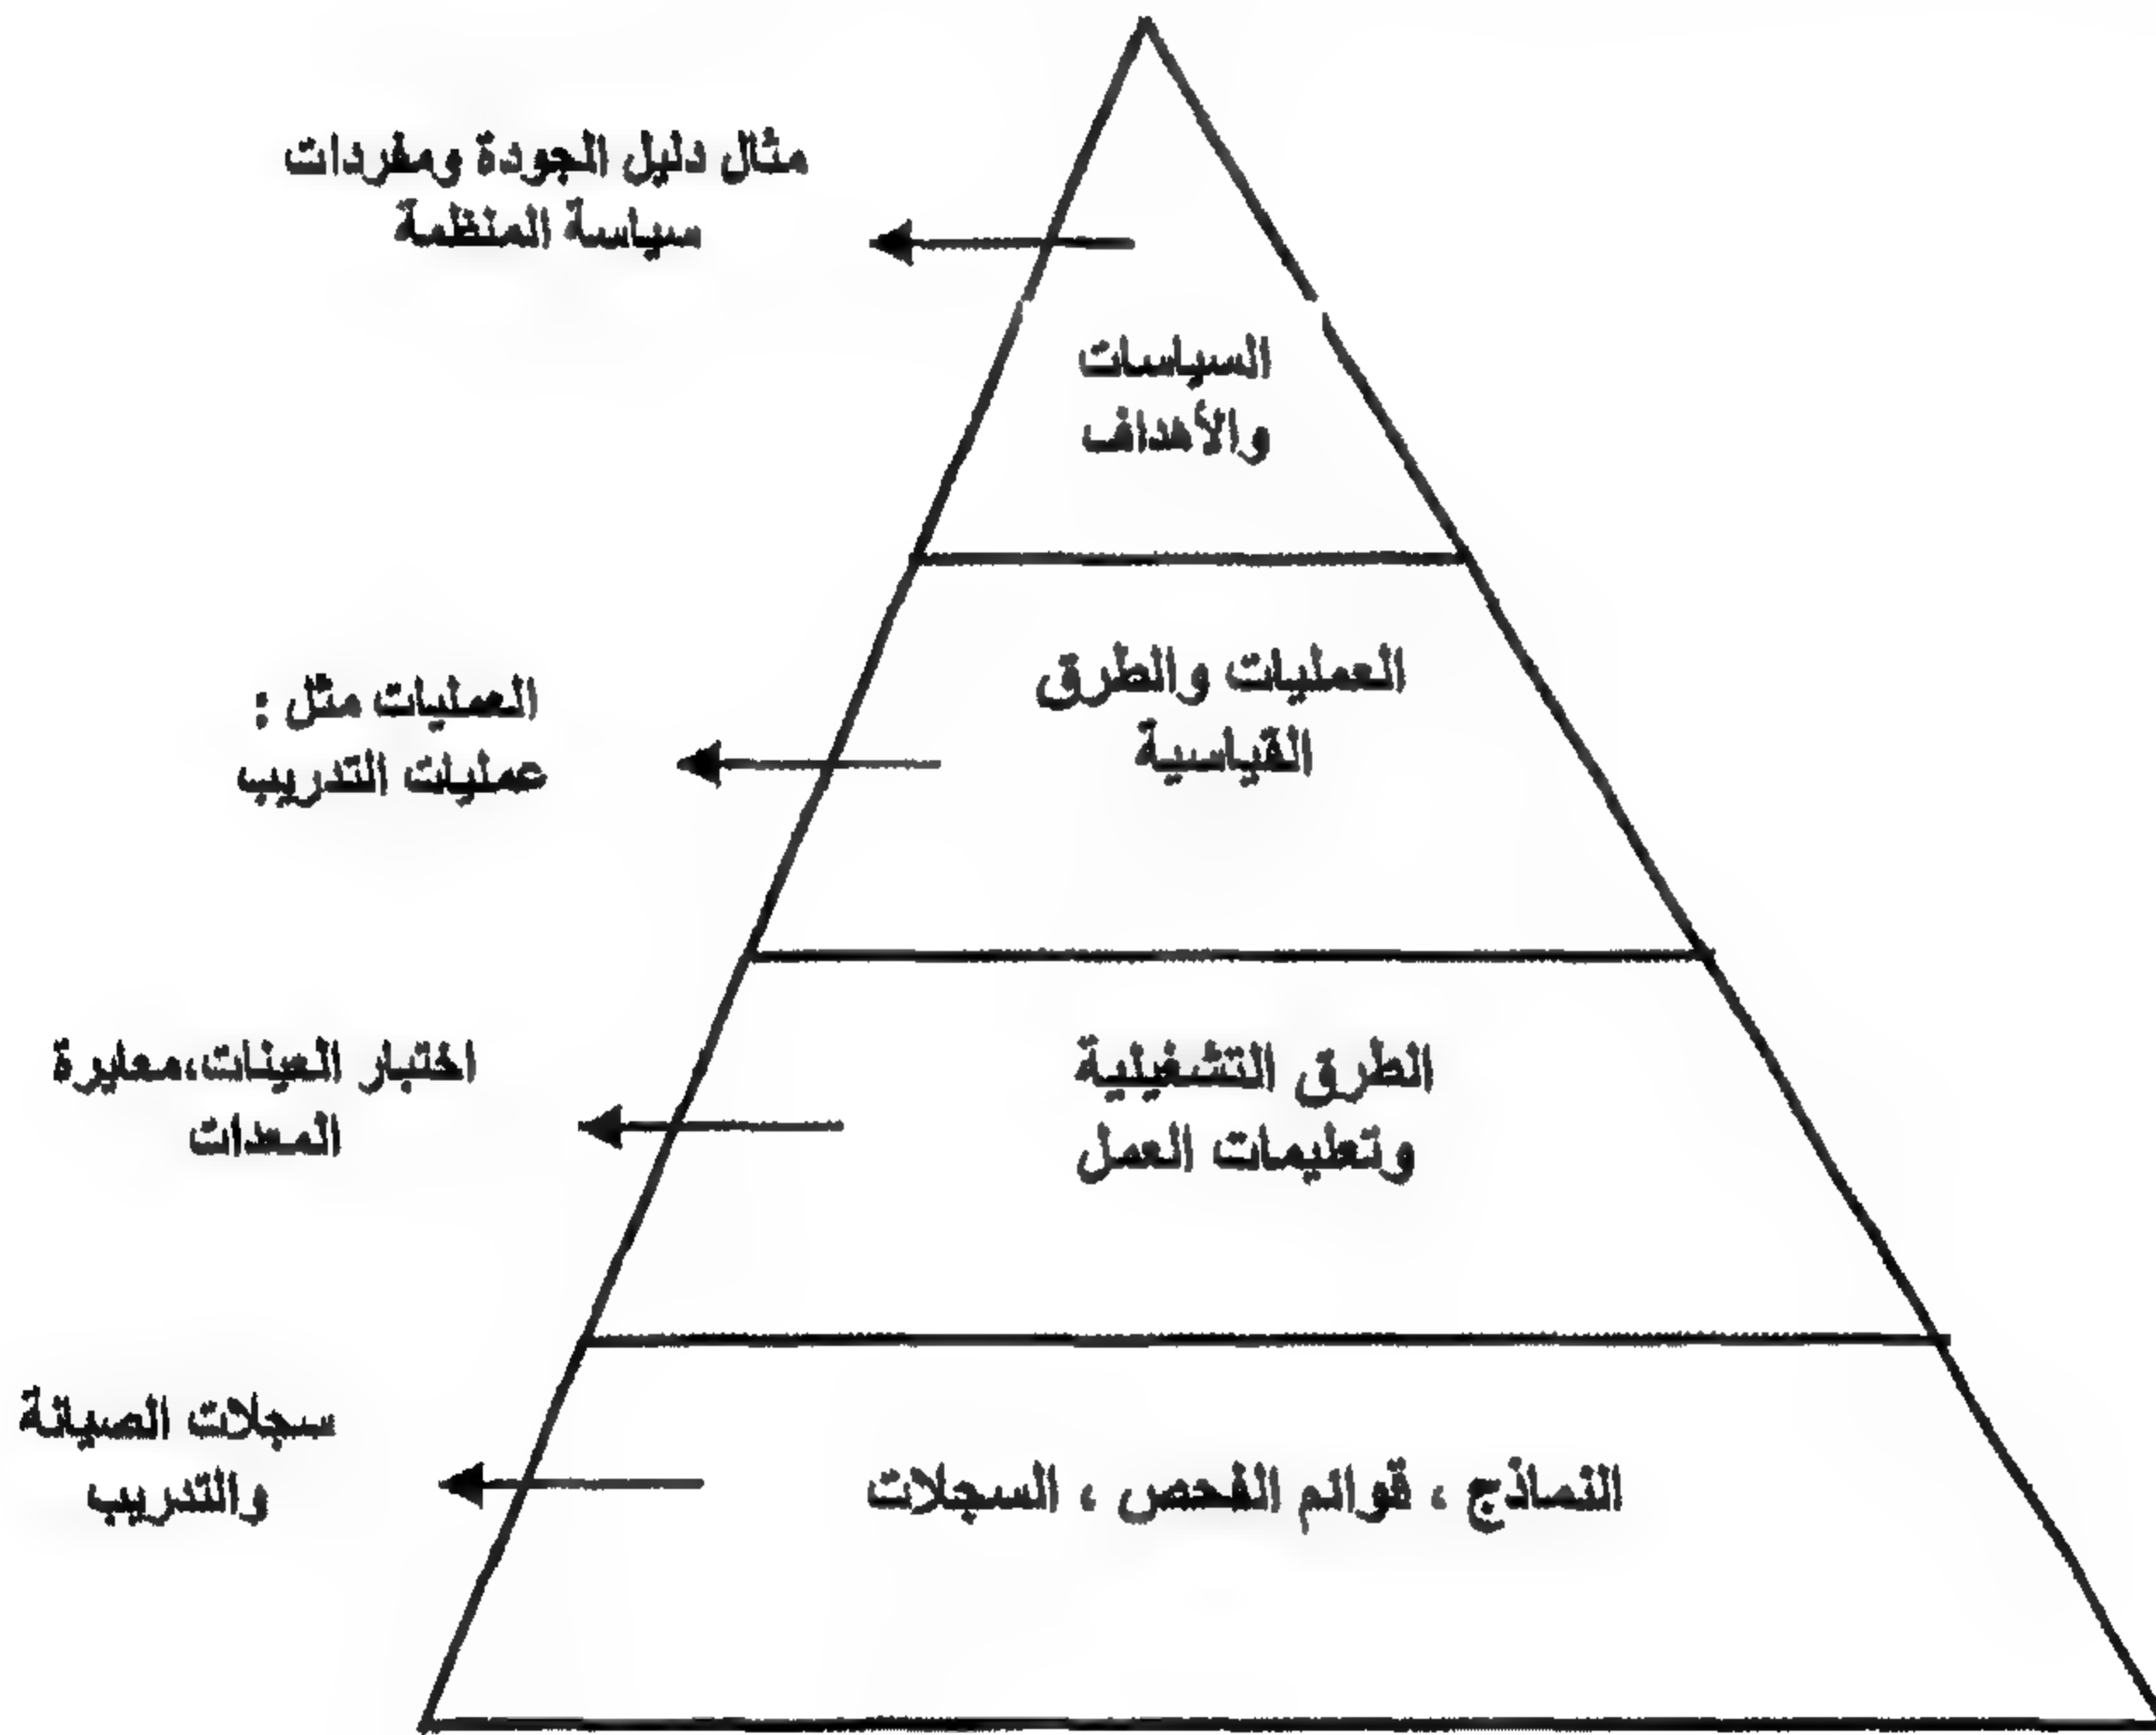 مثال دليل الجودة ومفردات
سياسة المنظمة
السياسات
والأهداف
العمليات والطرق
القياسية
العمليات مثل :
عمليات التدريب
الطرق التشغيلية
وتعليمات العمل
اختبار العينات،معايرة
المعدات
النماذج ، قوائم الفحص ، السجلات
سجلات الصيانة
والتدريب